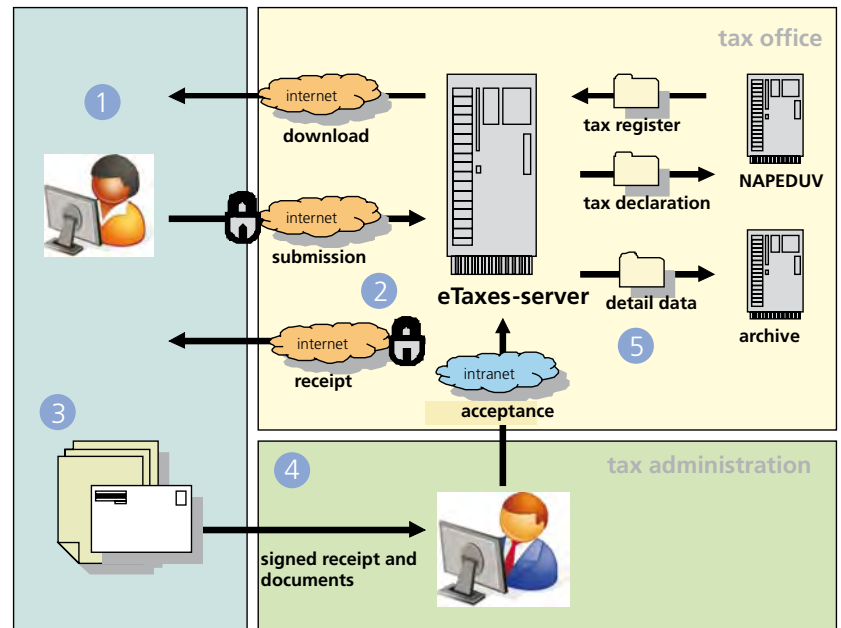 tax office
1
internet
download
tax register
NAPEDUV
internet
submission
tax declaration
2
eTaxes-server
detail data
archive
5
internet
receipt
intranet
acceptance
3
4
tax administration
signed receipt and
documents